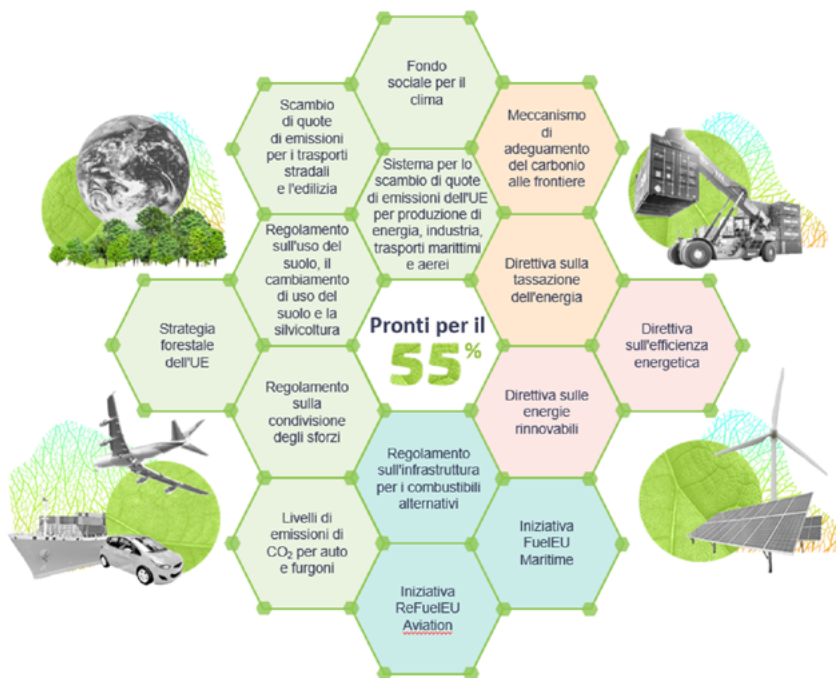 Fondo
sociale per il
clima
Scambio
di quote
di emissioni
per i trasporti
stradali
e l'edilizia
Meccanismo
di
adeguamento
del carbonio
alle frontiere
Sistema per lo
scambio di quote
di emissioni dell'UE
per produzione di
energia, industria,
trasporti marittimi
e aerei
Regolamento
sull'uso del
suolo, il
cambiamento
di uso del
suolo e la
silvicoltura
Direttiva sulla
tassazione
dell'energia
Strategia
forestale
dell'UE
Pronti per il
55%
Direttiva
sull'efficienza
energetica
Regolamento
sulla
condivisione
degli sforzi
Direttiva sulle
energie
rinnovabili
Regolamento
sull'infrastruttura
per i combustibili
alternativi
Livelli di
emissioni di
CO₂ per auto
e furgoni
Iniziativa
FuelEU
Maritime
Iniziativa
ReFuelEU
Aviation